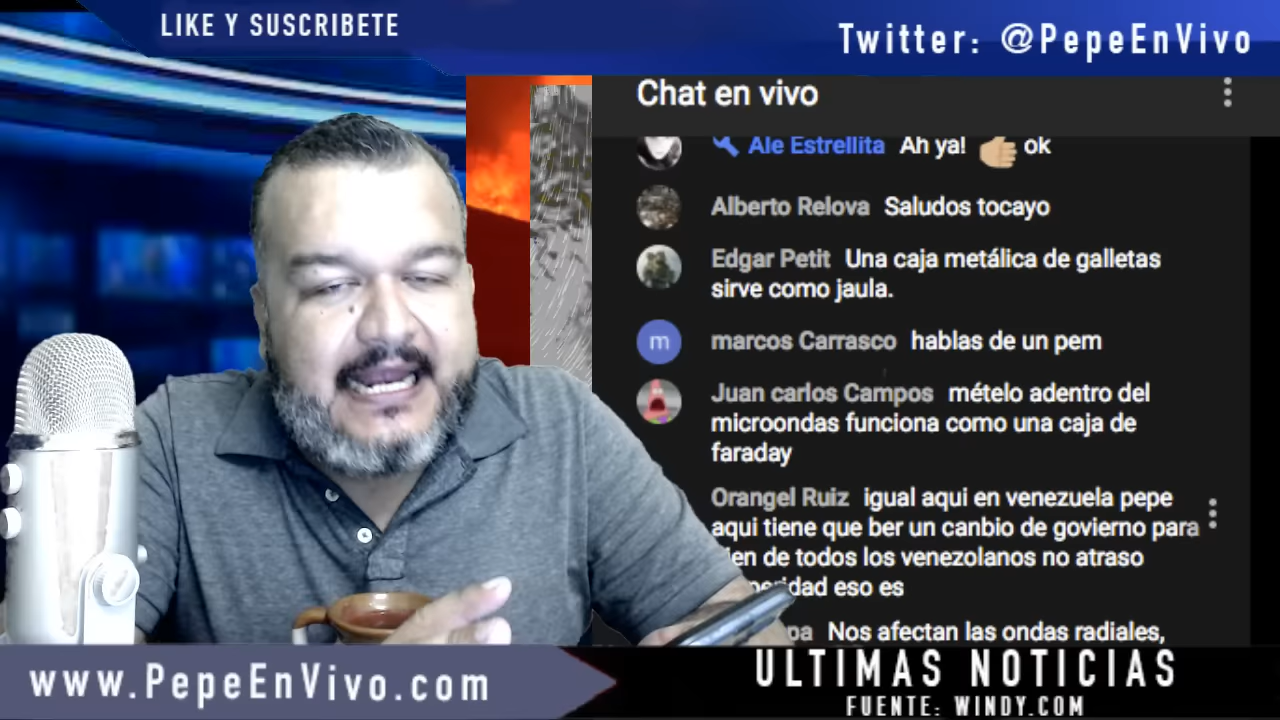 LIKE Y SUSCRIBETE
Twitter: @PepeEnVivo
Chat en vivo
Ale Estrellita Ah ya! ok
Alberto Relova Saludos tocayo
Edgar Petit Una caja metálica de galletas
sirve como jaula.
m
marcos Carrasco hablas de un pem
Juan carlos Campos mételo adentro del
microondas funciona como una caja de
faraday
Orangel Ruiz igual aqui en venezuela pepe
aqui tiene que ber un canbio de govierno para
de todos los venezolanos no atraso
eso es
Nos afectan las ondas radiales,
www.PepeEnVivo.com
ULTIMAS NOTICIAS
FUENTE: WINDY.COM